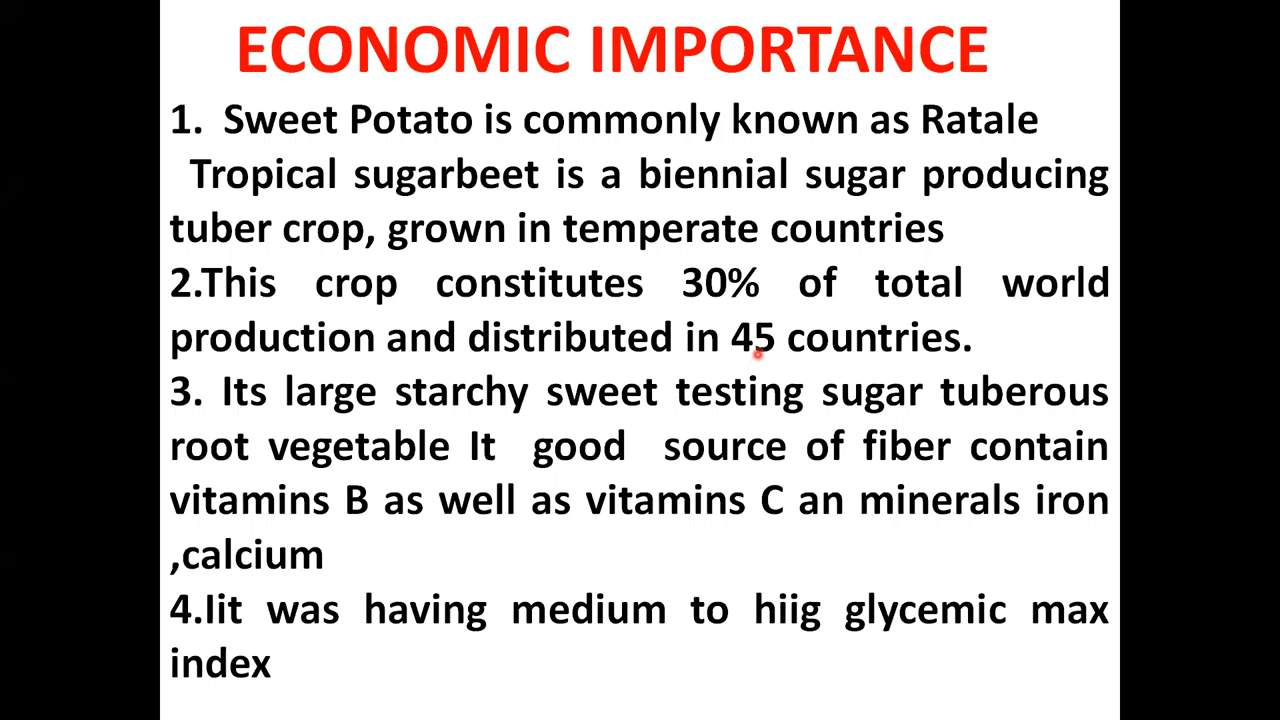 ECONOMIC IMPORTANCE
1. Sweet Potato is commonly known as Ratale
Tropical sugarbeet is a biennial sugar producing
tuber crop, grown in temperate countries
2.This crop constitutes 30% of total world
production and distributed in 45 countries.
3. Its large starchy sweet testing sugar tuberous
root vegetable It good source of fiber contain
vitamins B as well as vitamins C an minerals iron
,calcium
4.Iit was having medium to hiig glycemic max
index